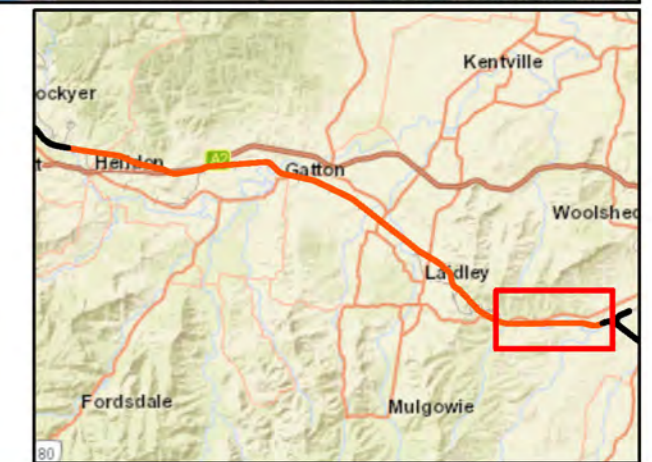 Kentville
ockyer
Helidon
A2
t
Gatton
Woolshed
Laidley
Fordsdale
Mulgowie
80